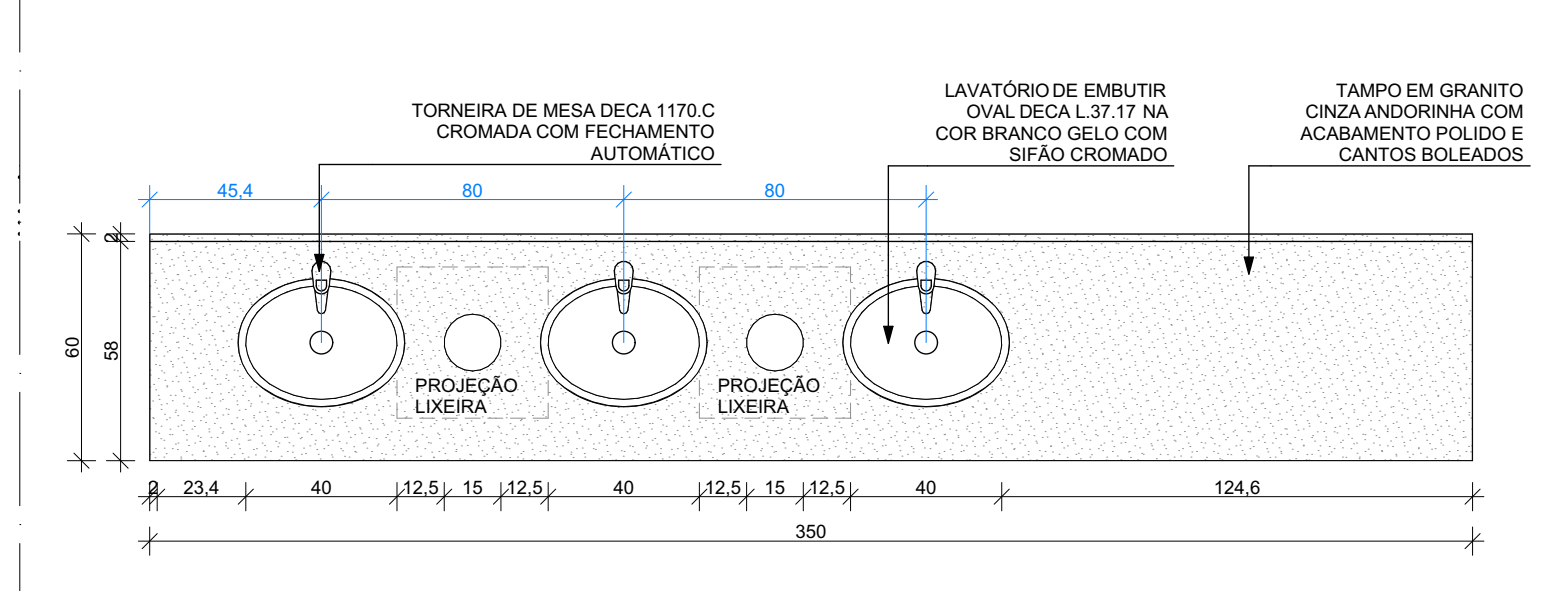 TORNEIRA DE MESA DECA 1170.C
CROMADA COM FECHAMENTO
AUTOMÁTICO
LAVATÓRIO DE EMBUTIR
OVAL DECA L.37.17 NA
COR BRANCO GELO COM
SIFÃO CROMADO
TAMPO EM GRANITO
CINZA ANDORINHA COM
ACABAMENTO POLIDO E
CANTOS BOLEADOS
45,4 80 80
2
60
58
PROJEÇÃO
LIXEIRA
PROJEÇÃO
LIXEIRA
2 23,4 40 12,5 15 12,5 40 12,5 15 12,5 40 124,6
350